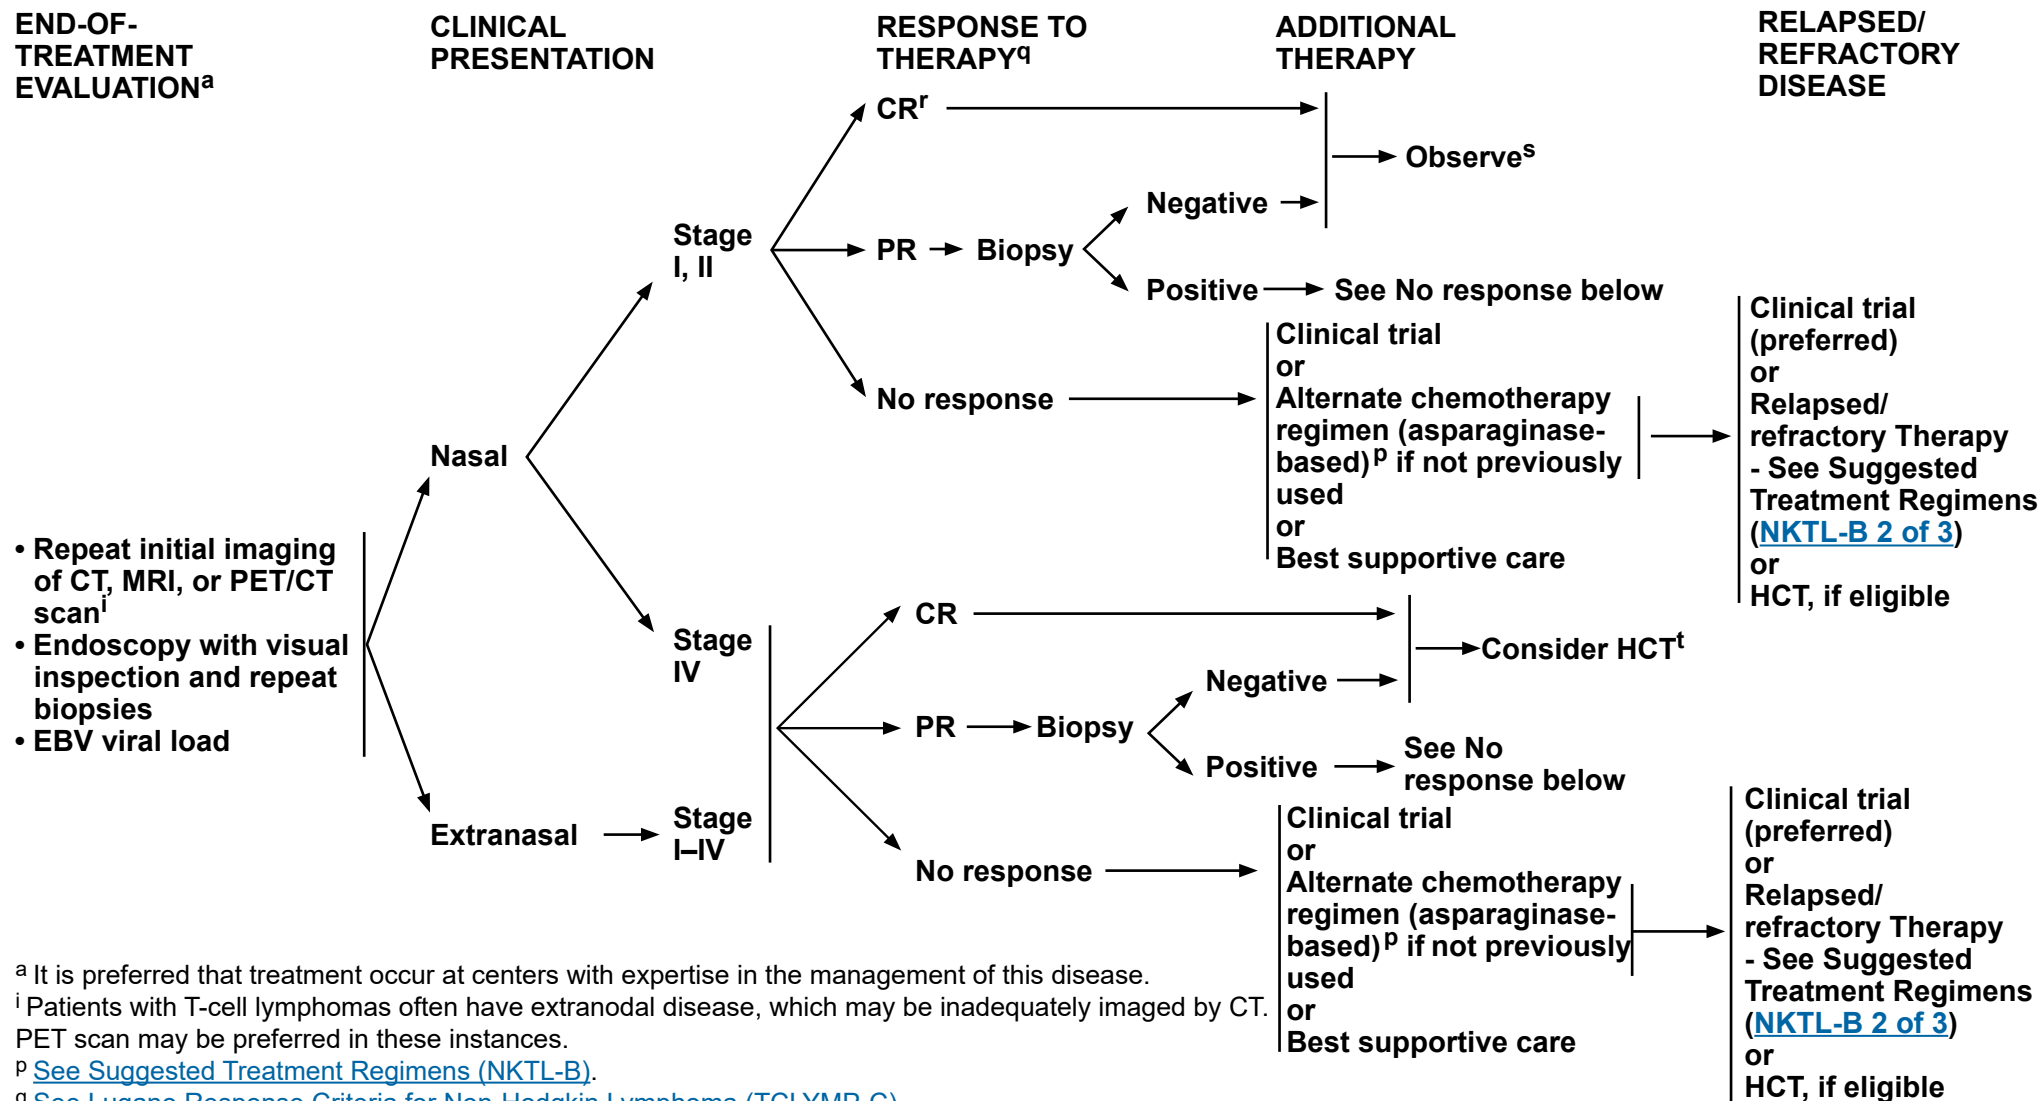 END-OF-
TREATMENT
EVALUATIONa
CLINICAL
PRESENTATION
RESPONSE TO
THERAPYq
ADDITIONAL
THERAPY
RELAPSED/
REFRACTORY
DISEASE
• Repeat initial imaging
of CT, MRI, or PET/CT
scani
• Endoscopy with visual
inspection and repeat
biopsies
• EBV viral load
Nasal
Extranasal
Stage
I, II
Stage
IV
Stage
I–IV
CRr
PR
Biopsy
Negative
Positive
Observes
See No response below
No response
Clinical trial
or
Alternate chemotherapy
regimen (asparaginase-
based)p if not previously
used
or
Best supportive care
Clinical trial
(preferred)
or
Relapsed/
refractory Therapy
- See Suggested
Treatment Regimens
(NKTL-B 2 of 3)
or
HCT, if eligible
CR
PR
Biopsy
Negative
Positive
Consider HCTt
See No
response below
No response
Clinical trial
or
Alternate chemotherapy
regimen (asparaginase-
based)p if not previously
used
or
Best supportive care
Clinical trial
(preferred)
or
Relapsed/
refractory Therapy
- See Suggested
Treatment Regimens
(NKTL-B 2 of 3)
or
HCT, if eligible
a It is preferred that treatment occur at centers with expertise in the management of this disease.
i Patients with T-cell lymphomas often have extranodal disease, which may be inadequately imaged by CT.
PET scan may be preferred in these instances.
p See Suggested Treatment Regimens (NKTL-B).
q See Lugano Response Criteria for Non-Hodgkin Lymphoma (TCLYMP-C)